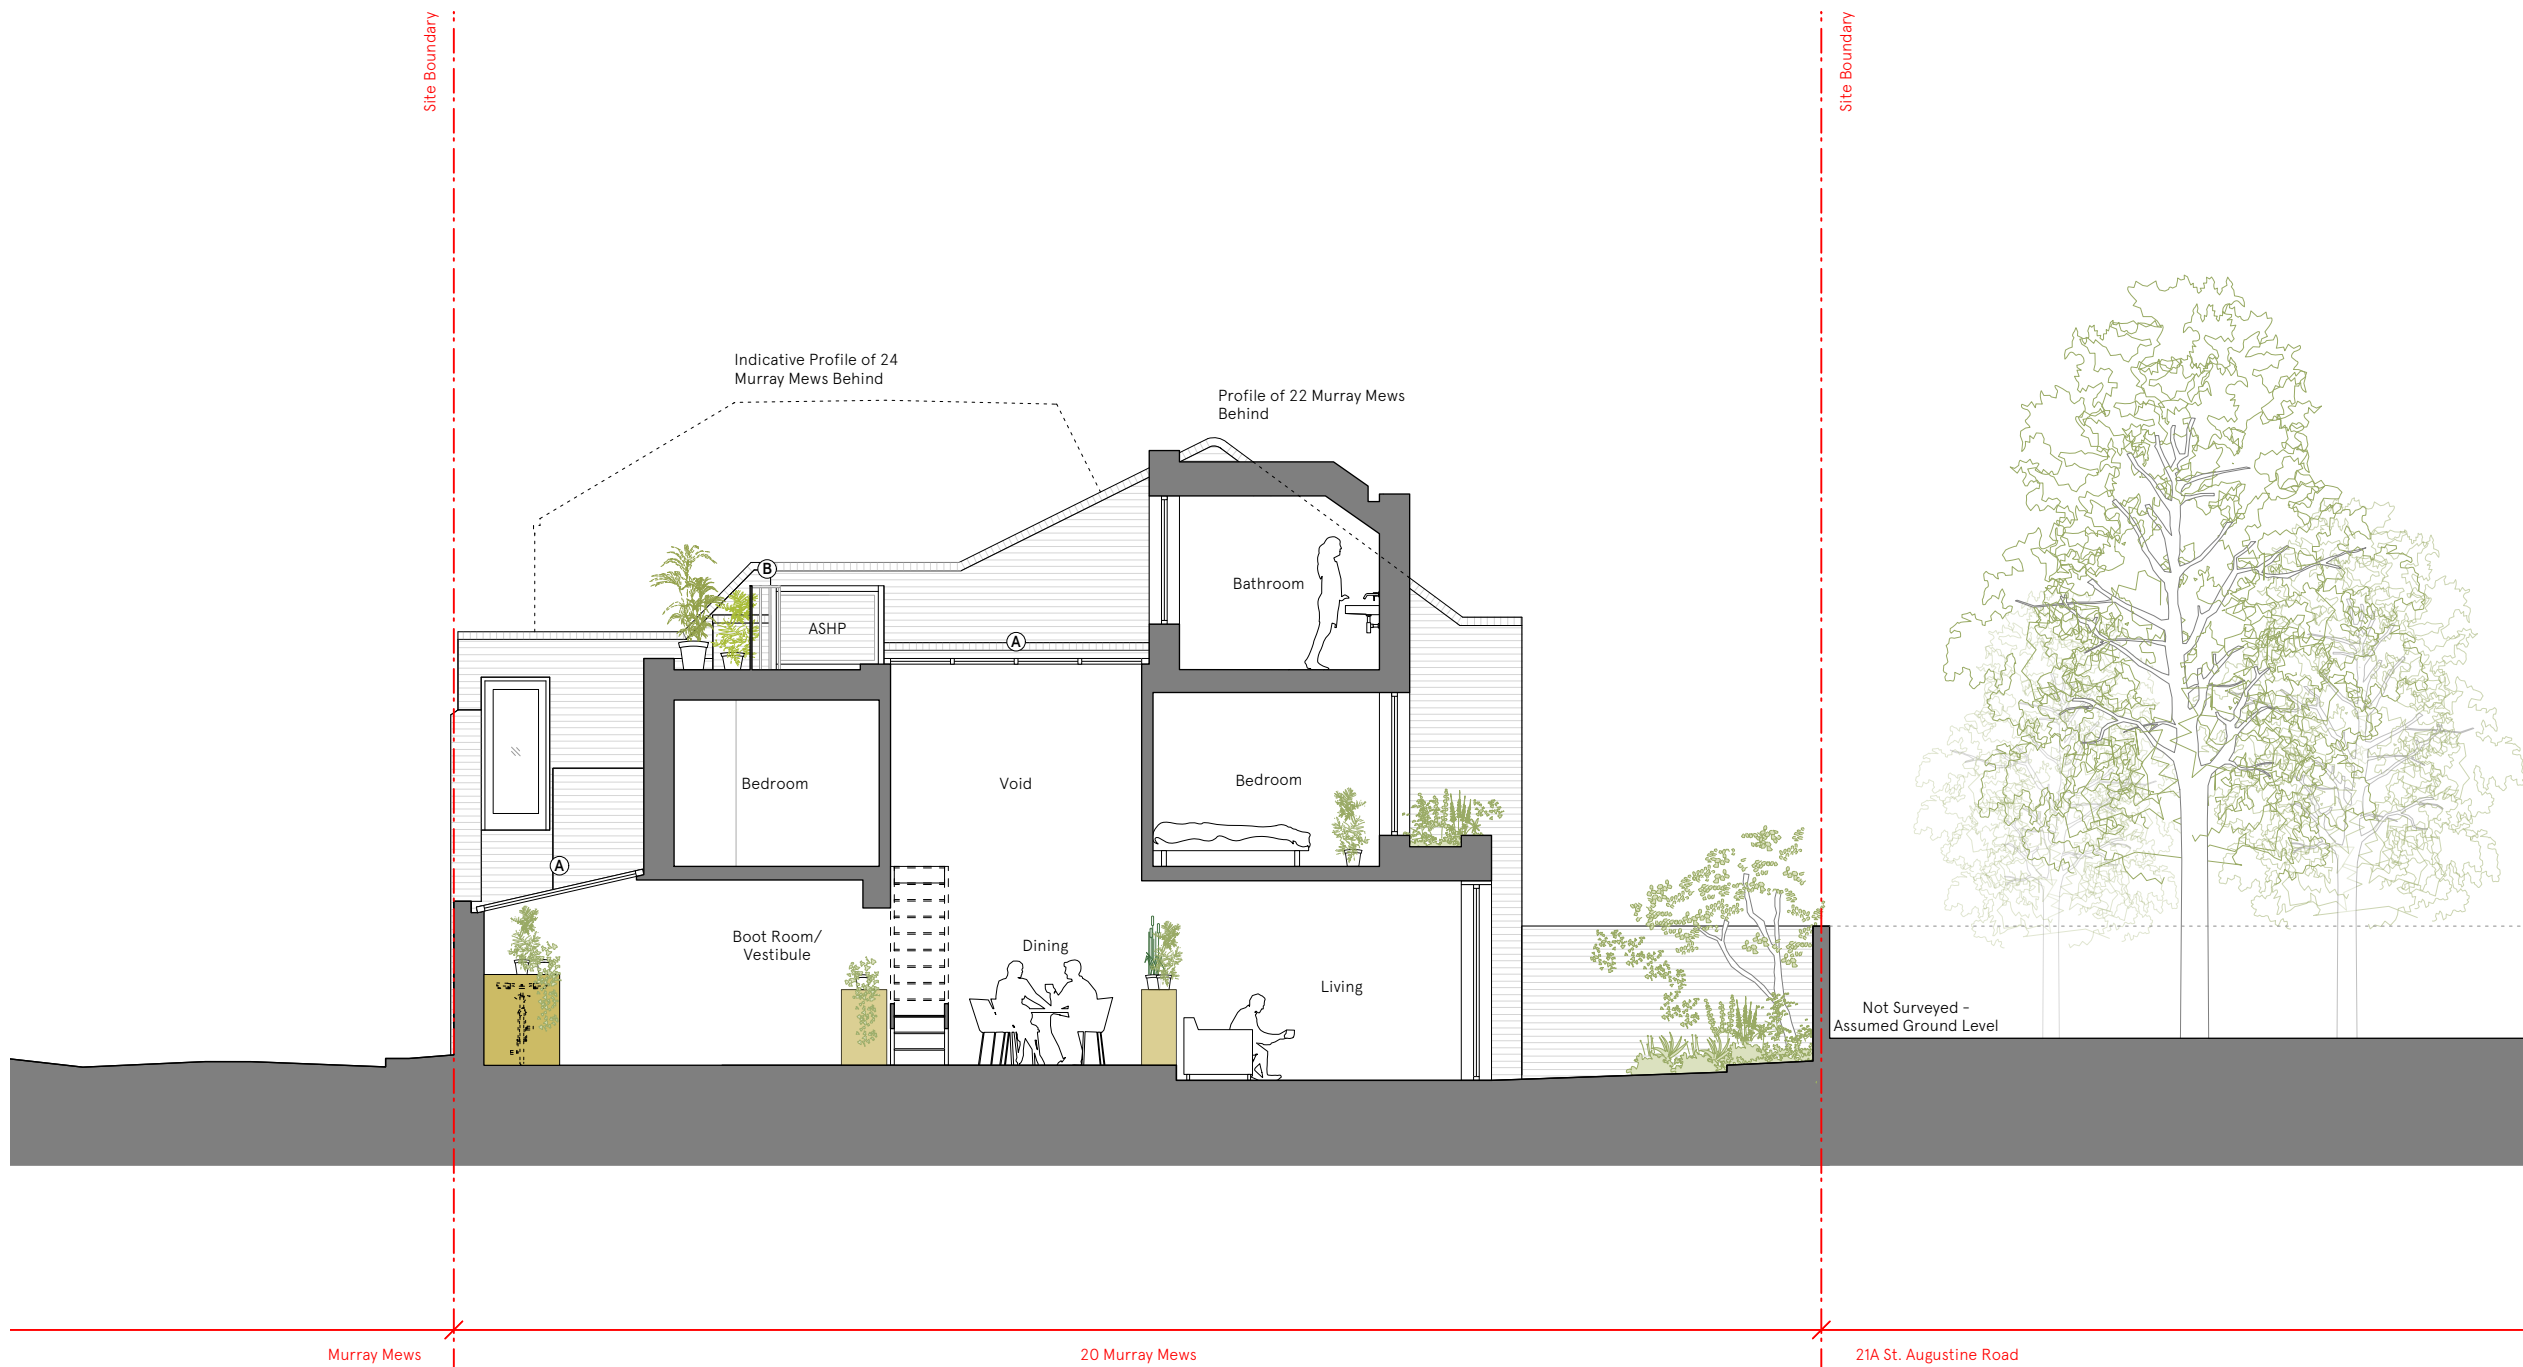 Site Boundary
Site Boundary
Indicative Profile of 24
Murray Mews Behind
Profile of 22 Murray Mews
Behind
B
ASHP
A
Bathroom
Bedroom
Void
Bedroom
A
Boot Room/
Vestibule
Dining
Living
Not Surveyed -
Assumed Ground Level
Murray Mews
20 Murray Mews
21A St. Augustine Road